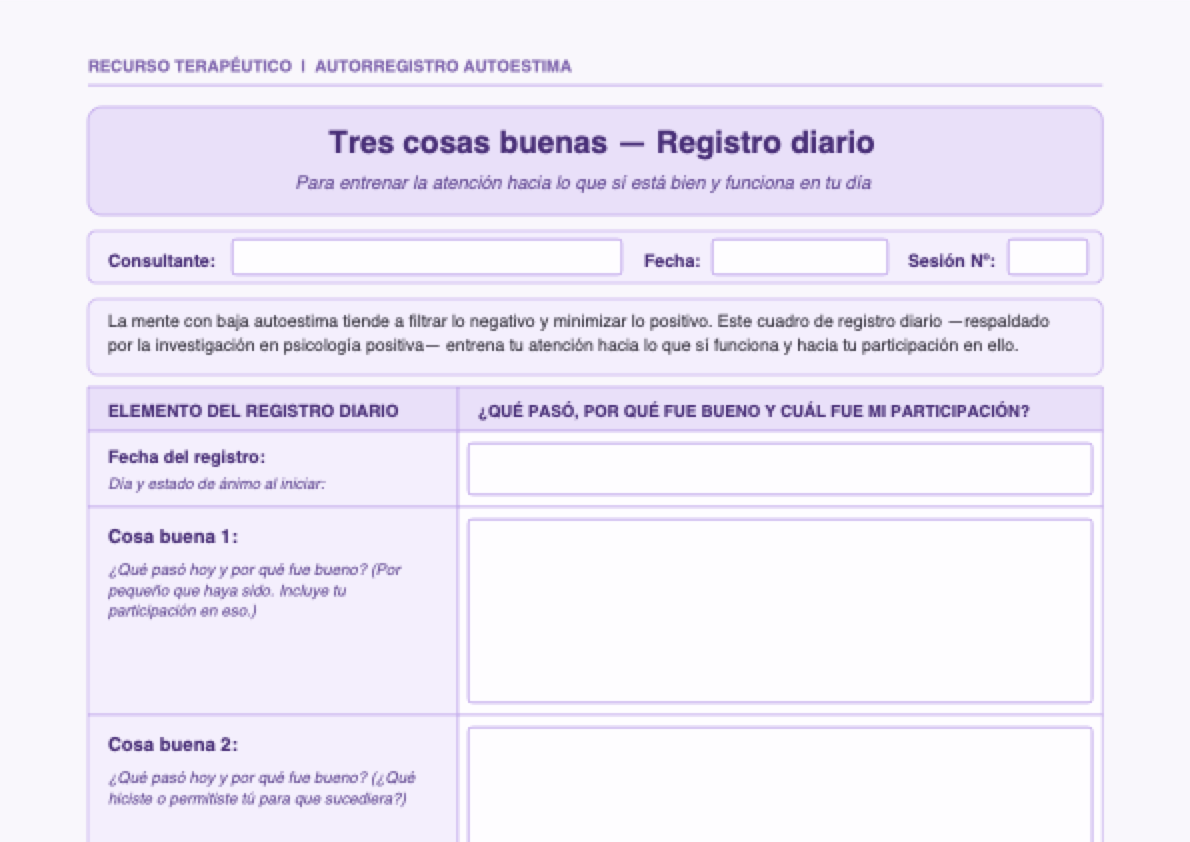 RECURSO TERAPÉUTICO | AUTORREGISTRO AUTOESTIMA
Tres cosas buenas — Registro diario
Para entrenar la atención hacia lo que sí está bien y funciona en tu día
Consultante: Fecha: Sesión Nº:
La mente con baja autoestima tiende a filtrar lo negativo y minimizar lo positivo. Este cuadro de registro diario —respaldado
por la investigación en psicología positiva— entrena tu atención hacia lo que sí funciona y hacia tu participación en ello.
ELEMENTO DEL REGISTRO DIARIO
¿QUÉ PASÓ, POR QUÉ FUE BUENO Y CUÁL FUE MI PARTICIPACIÓN?
Fecha del registro:
Día y estado de ánimo al iniciar:
Cosa buena 1:
¿Qué pasó hoy y por qué fue bueno? (Por
pequeño que haya sido. Incluye tu
participación en eso.)
Cosa buena 2:
¿Qué pasó hoy y por qué fue bueno? (¿Qué
hiciste o permitiste tú para que sucediera?)